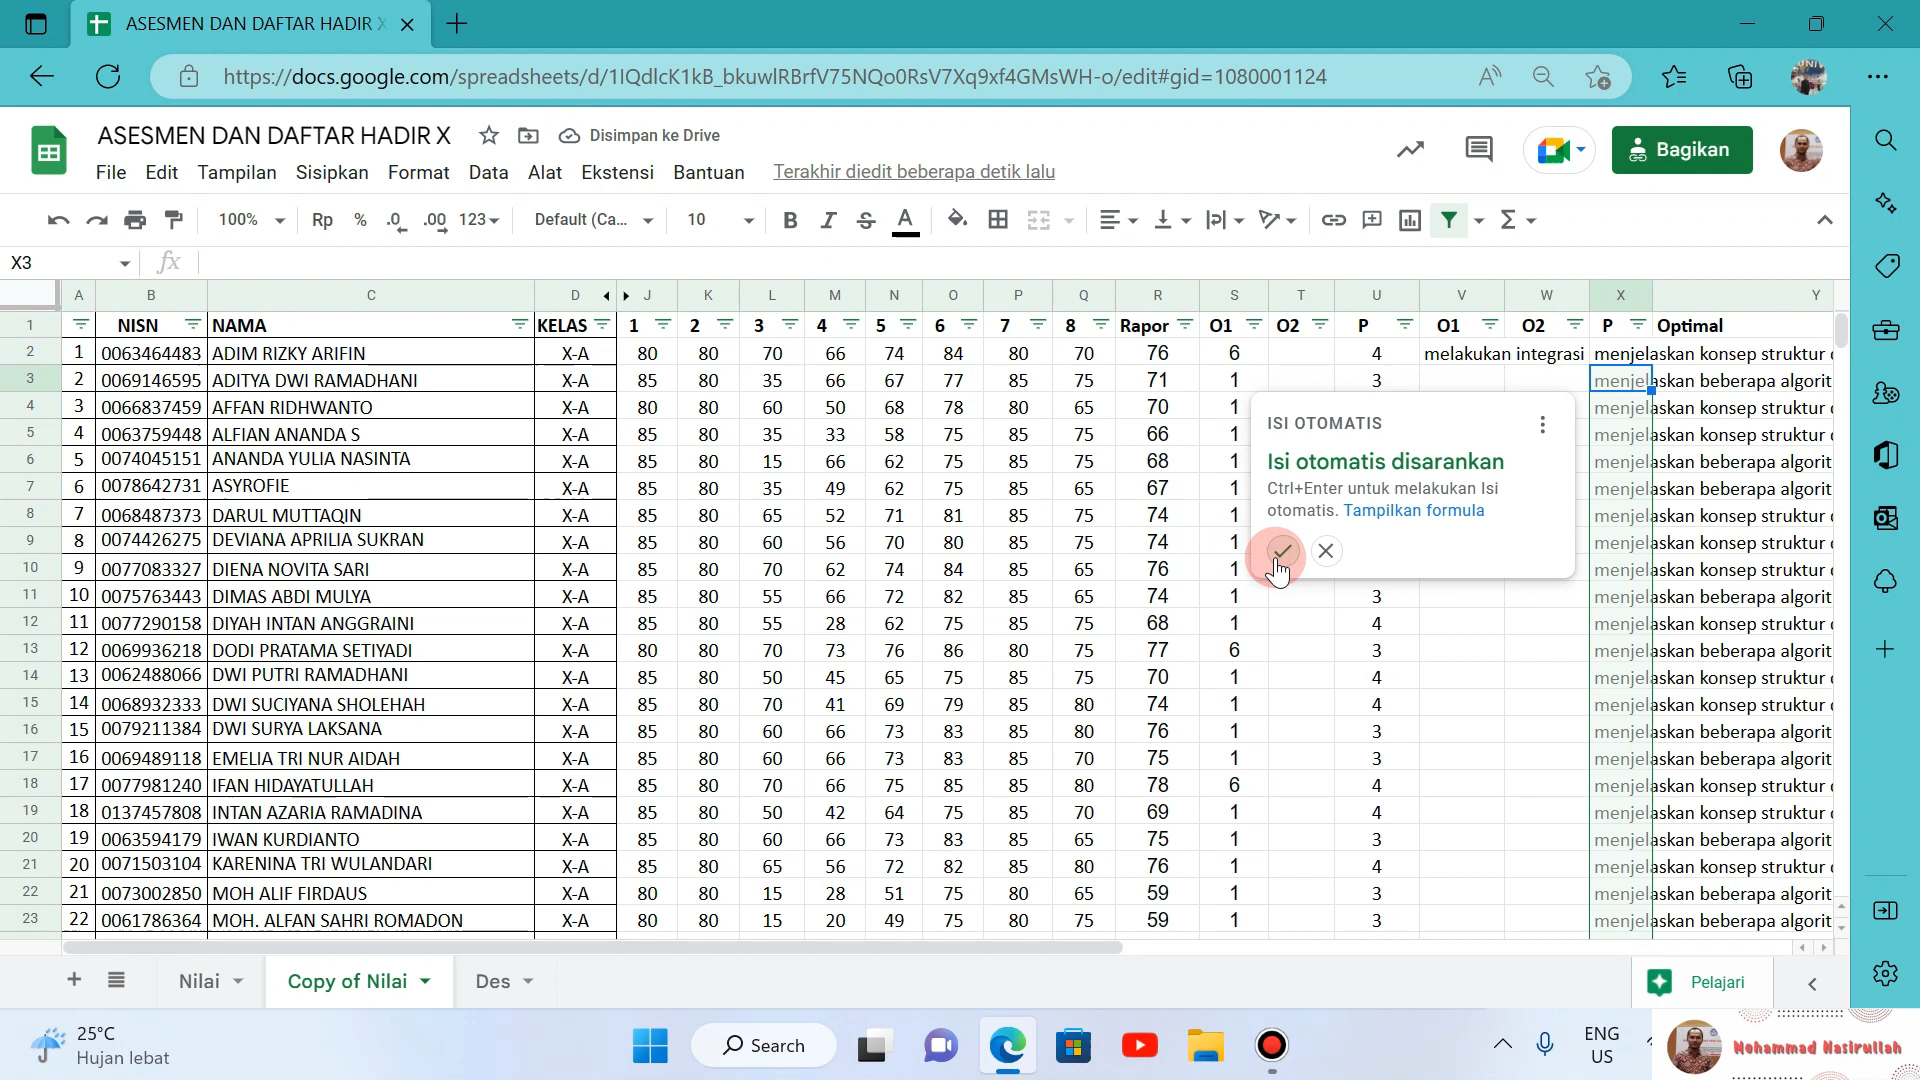 ASESMEN DAN DAFTAR HADIR X
https://docs.google.com/spreadsheets/d/1IQdlcK1kB_bkuwlRBrfV75NQo0RsV7Xq9xf4GMsWH-o/edit#gid=1080001124
ASESMEN DAN DAFTAR HADIR X Disimpan ke Drive
File Edit Tampilan Sisipkan Format Data Alat Ekstensi Bantuan Terakhir diedit beberapa detik lalu
Bagikan
100% Rp % .0 .00 123 Default (Ca... 10 B I S A Σ
X3 fx
A B C D J K L M N O P Q R S T U V W X Y
1 NISN NAMA KELAS 1 2 3 4 5 6 7 8 Rapor O1 O2 P O1 O2 P Optimal
2 1 0063464483 ADIM RIZKY ARIFIN X-A 80 80 70 66 74 84 80 70 76 6 4 melakukan integrasi menjelaskan konsep struktur
3 2 0069146595 ADITYA DWI RAMADHANI X-A 85 80 35 66 67 77 85 75 71 1 3 menjelaskan beberapa algorit
4 3 0066837459 AFFAN RIDHWANTO X-A 80 80 60 50 68 78 80 65 70 1 menjelaskan konsep struktur
5 4 0063759448 ALFIAN ANANDA S X-A 85 80 35 33 58 75 85 75 66 1 menjelaskan konsep struktur
6 5 0074045151 ANANDA YULIA NASINTA X-A 85 80 15 66 62 75 85 75 68 1 menjelaskan beberapa algorit
7 6 0078642731 ASYROFIE X-A 85 80 35 49 62 75 85 65 67 1 menjelaskan beberapa algorit
8 7 0068487373 DARUL MUTTAQIN X-A 85 80 65 52 71 81 85 75 74 1 menjelaskan konsep struktur
9 8 0074426275 DEVIANA APRILIA SUKRAN X-A 85 80 60 56 70 80 85 75 74 1 menjelaskan konsep struktur
10 9 0077083327 DIENA NOVITA SARI X-A 85 80 70 62 74 84 85 65 76 1 menjelaskan konsep struktur
11 10 0075763443 DIMAS ABDI MULYA X-A 85 80 55 66 72 82 85 65 74 1 3 menjelaskan beberapa algorit
12 11 0077290158 DIYAH INTAN ANGGRAINI X-A 85 80 55 28 62 75 85 75 68 1 4 menjelaskan konsep struktur
13 12 0069936218 DODI PRATAMA SETIYADI X-A 80 80 70 73 76 86 80 75 77 6 3 menjelaskan beberapa algorit
14 13 0062488066 DWI PUTRI RAMADHANI X-A 85 80 50 45 65 75 85 75 70 1 4 menjelaskan konsep struktur
15 14 0068932333 DWI SUCIYANA SHOLEHAH X-A 85 80 70 41 69 79 85 80 74 1 4 menjelaskan konsep struktur
16 15 0079211384 DWI SURYA LAKSANA X-A 85 80 60 66 73 83 85 80 76 1 3 menjelaskan beberapa algorit
17 16 0069489118 EMELIA TRI NUR AIDAH X-A 85 80 60 66 73 83 85 70 75 1 3 menjelaskan beberapa algorit
18 17 0077981240 IFAN HIDAYATULLAH X-A 85 80 70 66 75 85 85 80 78 6 4 menjelaskan konsep struktur
19 18 0137457808 INTAN AZARIA RAMADINA X-A 85 80 50 42 64 75 85 70 69 1 4 menjelaskan konsep struktur
20 19 0063594179 IWAN KURDIANTO X-A 85 80 60 66 73 83 85 65 75 1 3 menjelaskan beberapa algorit
21 20 0071503104 KARENINA TRI WULANDARI X-A 85 80 65 56 72 82 85 80 76 1 4 menjelaskan konsep struktur
22 21 0073002850 MOH ALIF FIRDAUS X-A 80 80 15 28 51 75 80 65 59 1 3 menjelaskan beberapa algorit
23 22 0061786364 MOH. ALFAN SAHRI ROMADON X-A 80 80 15 20 49 75 80 75 59 1 3 menjelaskan beberapa algorit
ISI OTOMATIS
Isi otomatis disarankan
Ctrl+Enter untuk melakukan Isi
otomatis. Tampilkan formula
Nilai Copy of Nilai Des Pelajari
25°C
Hujan lebat
Search
ENG
US
Mohammad Nasirullah